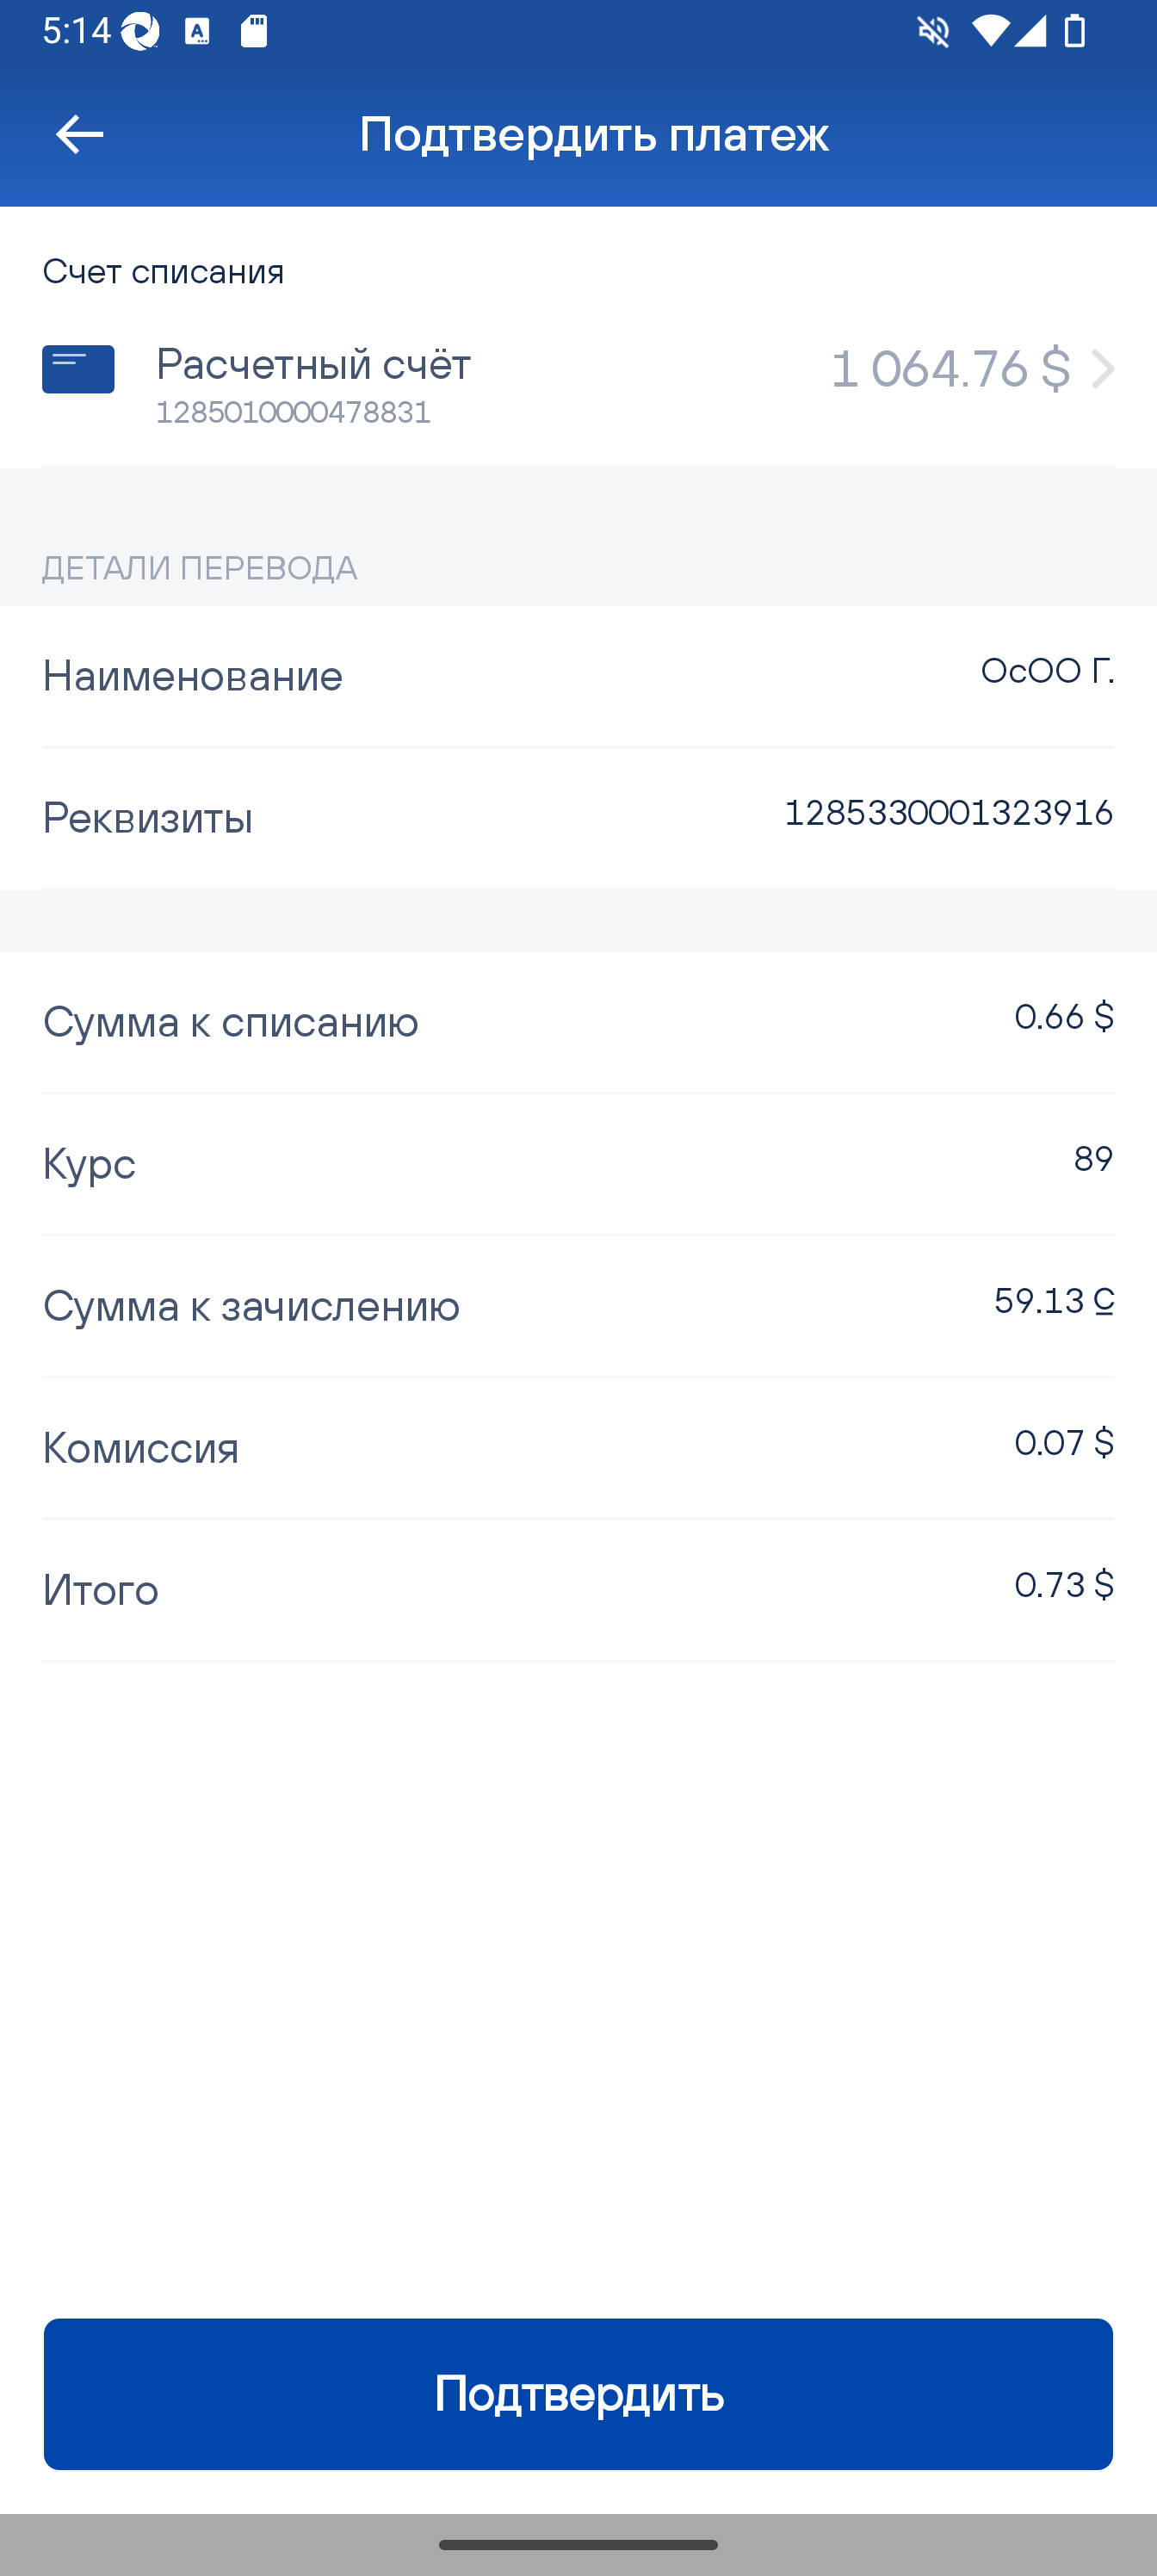 5:14
Подтвердить платеж
Счет списания
Расчетный счёт
1 064.76 $
1285010000478831
ДЕТАЛИ ПЕРЕВОДА
Наименование
ОсОО Г.
Реквизиты
1285330001323916
Сумма к списанию
0.66 $
Курс
89
Сумма к зачислению
59.13 С̲
Комиссия
0.07 $
Итого
0.73 $
Подтвердить